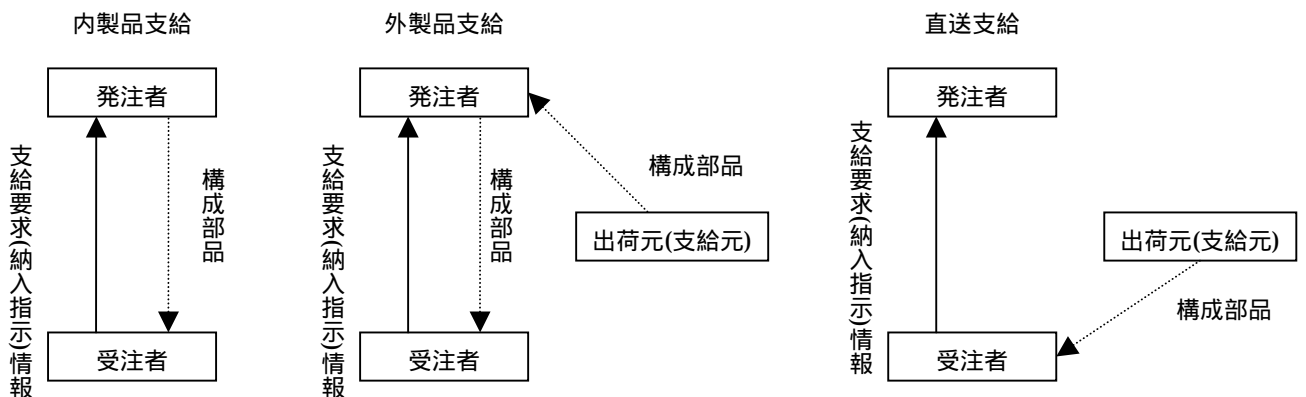 内製品支給
発注者
支給要求(納入指示)情報
構成部品
受注者
外製品支給
発注者
支給要求(納入指示)情報
構成部品
構成部品
出荷元(支給元)
受注者
直送支給
発注者
支給要求(納入指示)情報
出荷元(支給元)
構成部品
受注者